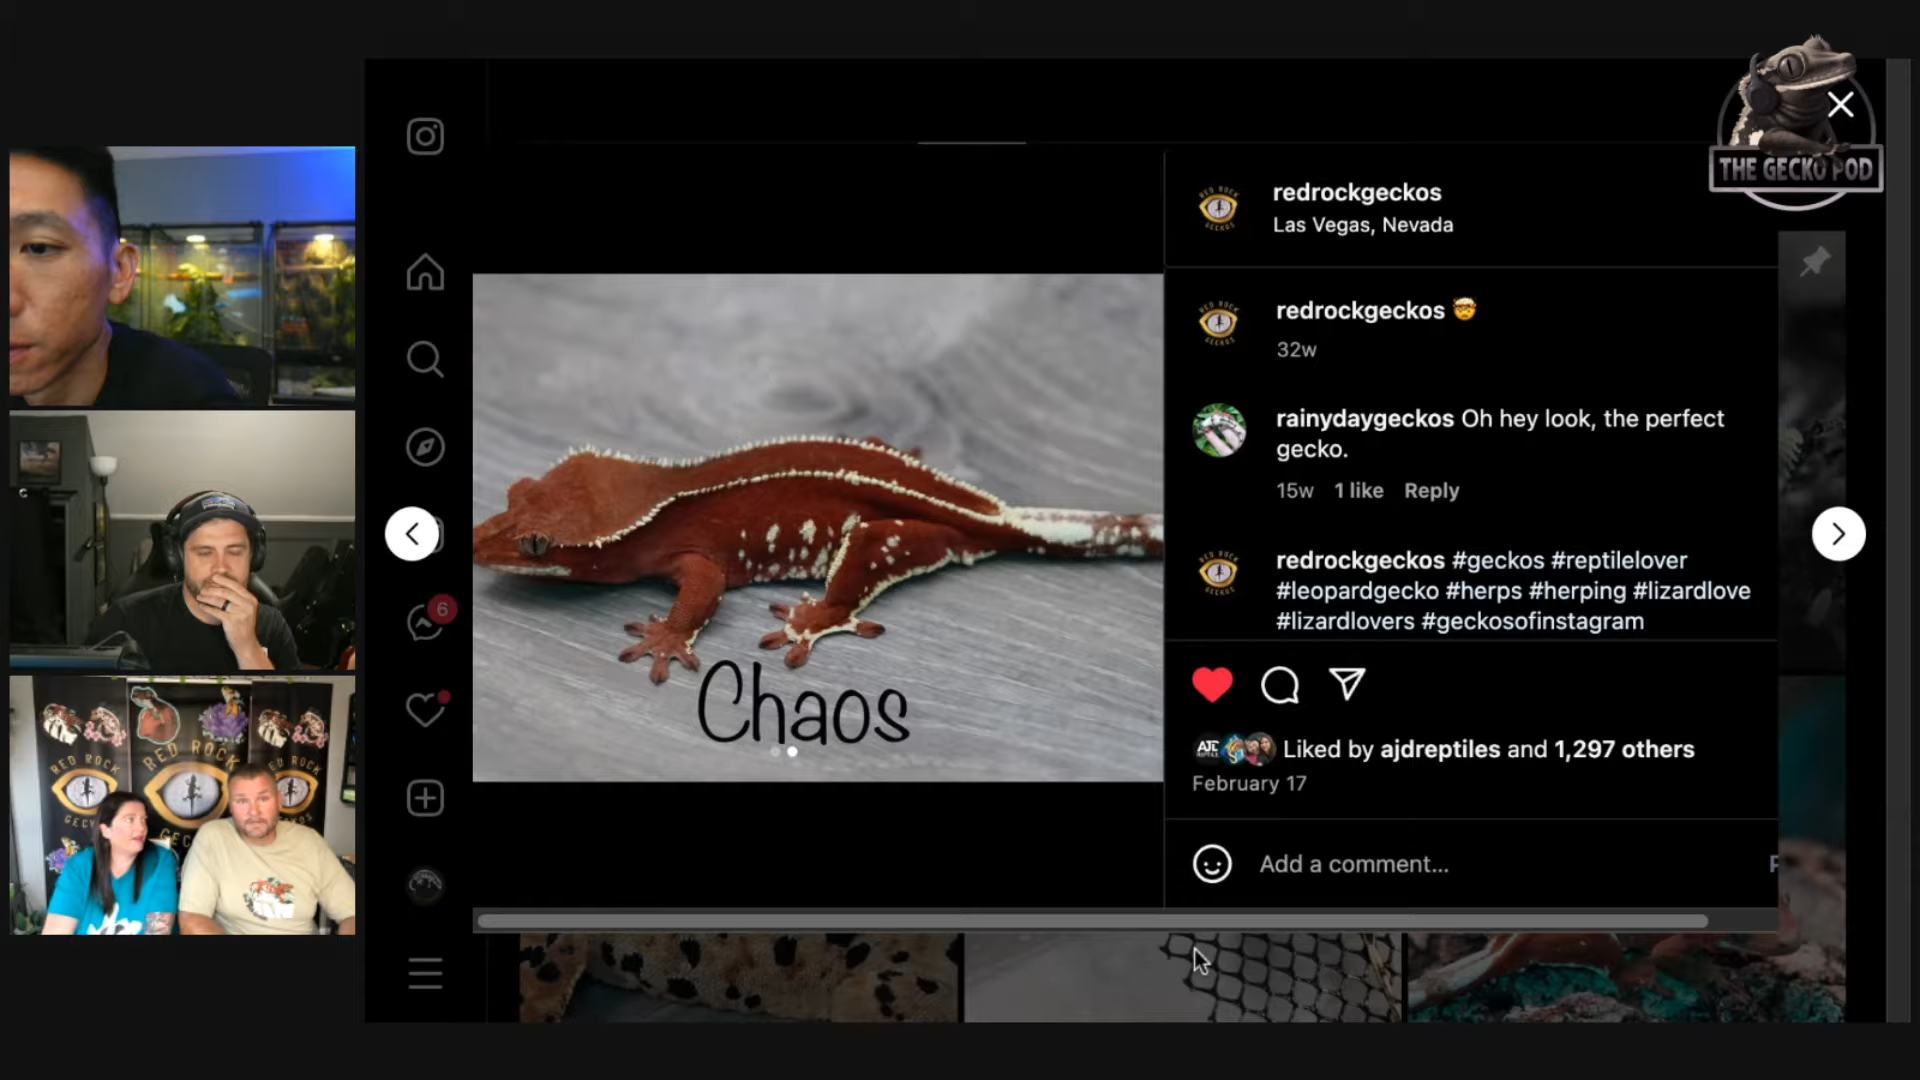 THE GECKO POD
redrockgeckos
Las Vegas, Nevada
redrockgeckos 🤯
32w
rainydaygeckos Oh hey look, the perfect
gecko.
15w 1 like Reply
redrockgeckos #geckos #reptilelover
#leopardgecko #herps #herping #lizardlove
#lizardlovers #geckosofinstagram
Liked by ajdreptiles and 1,297 others
February 17
Add a comment...
Chaos
6
RED ROCK
RED ROCK
GECKOS